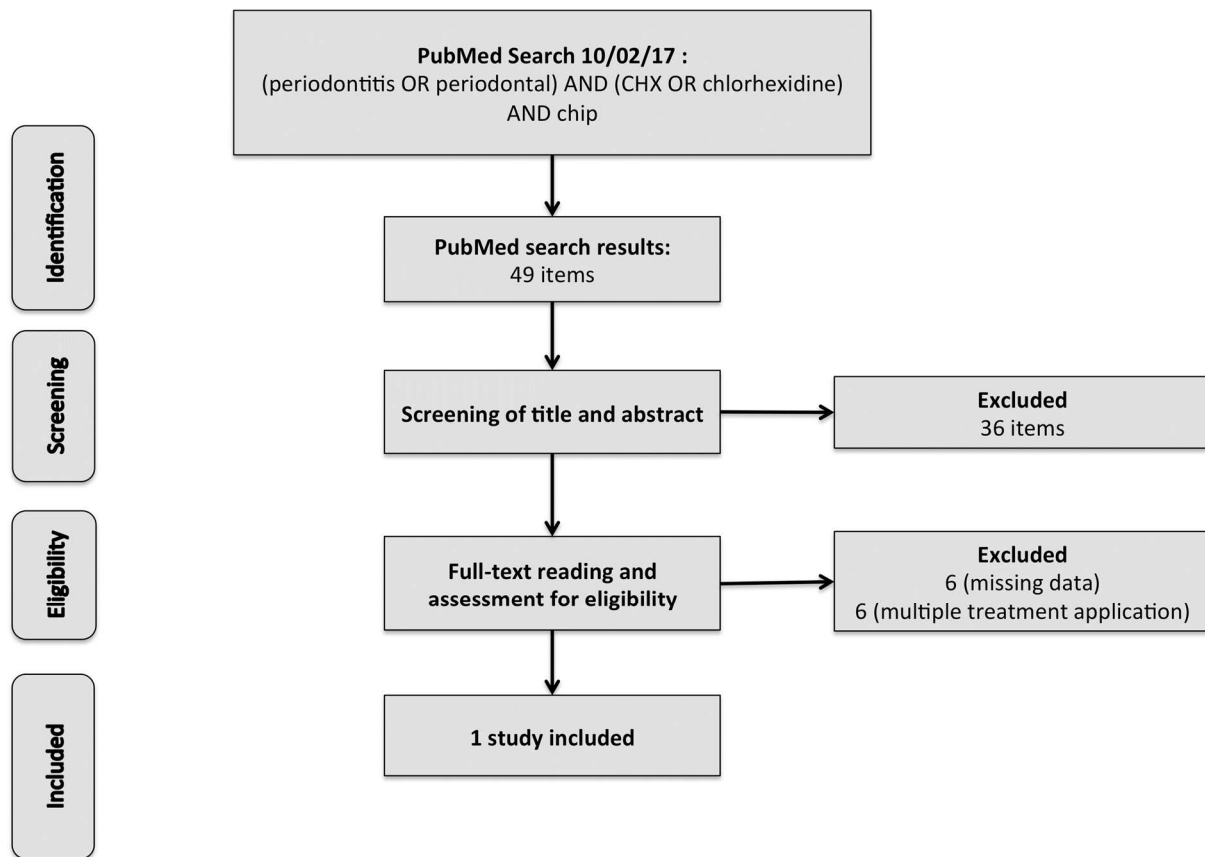 PubMed Search 10/02/17 :
(periodontitis OR periodontal) AND (CHX OR chlorhexidine)
AND chip
Identification
PubMed search results:
49 items
Screening
Screening of title and abstract
Excluded
36 items
Eligibility
Full-text reading and
assessment for eligibility
Excluded
6 (missing data)
6 (multiple treatment application)
Included
1 study included